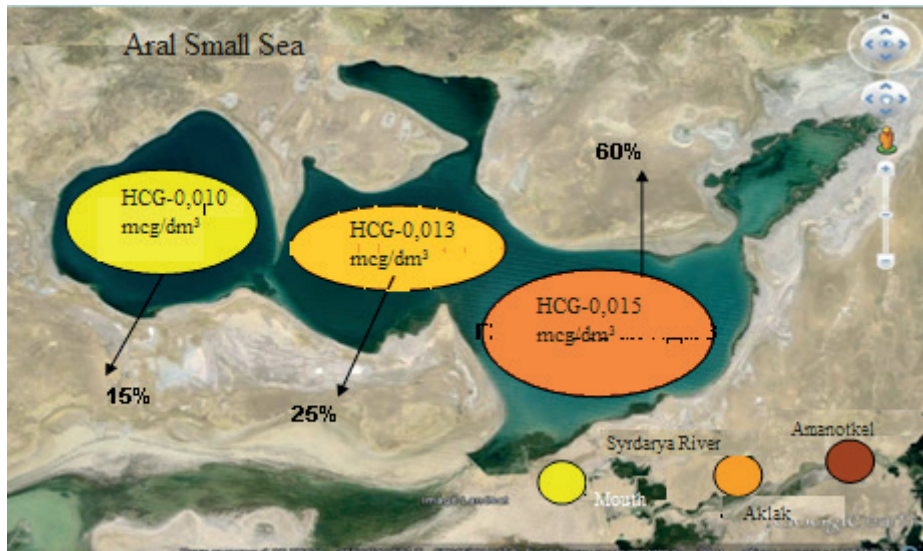 Aral Small Sea
N
60%
HCG-0,010
mcg/dm³
HCG-0,013
mcg/dm³
HCG-0,015
mcg/dm³
15%
25%
Syrdarya River
Amanotkel
Mouth
Aklak